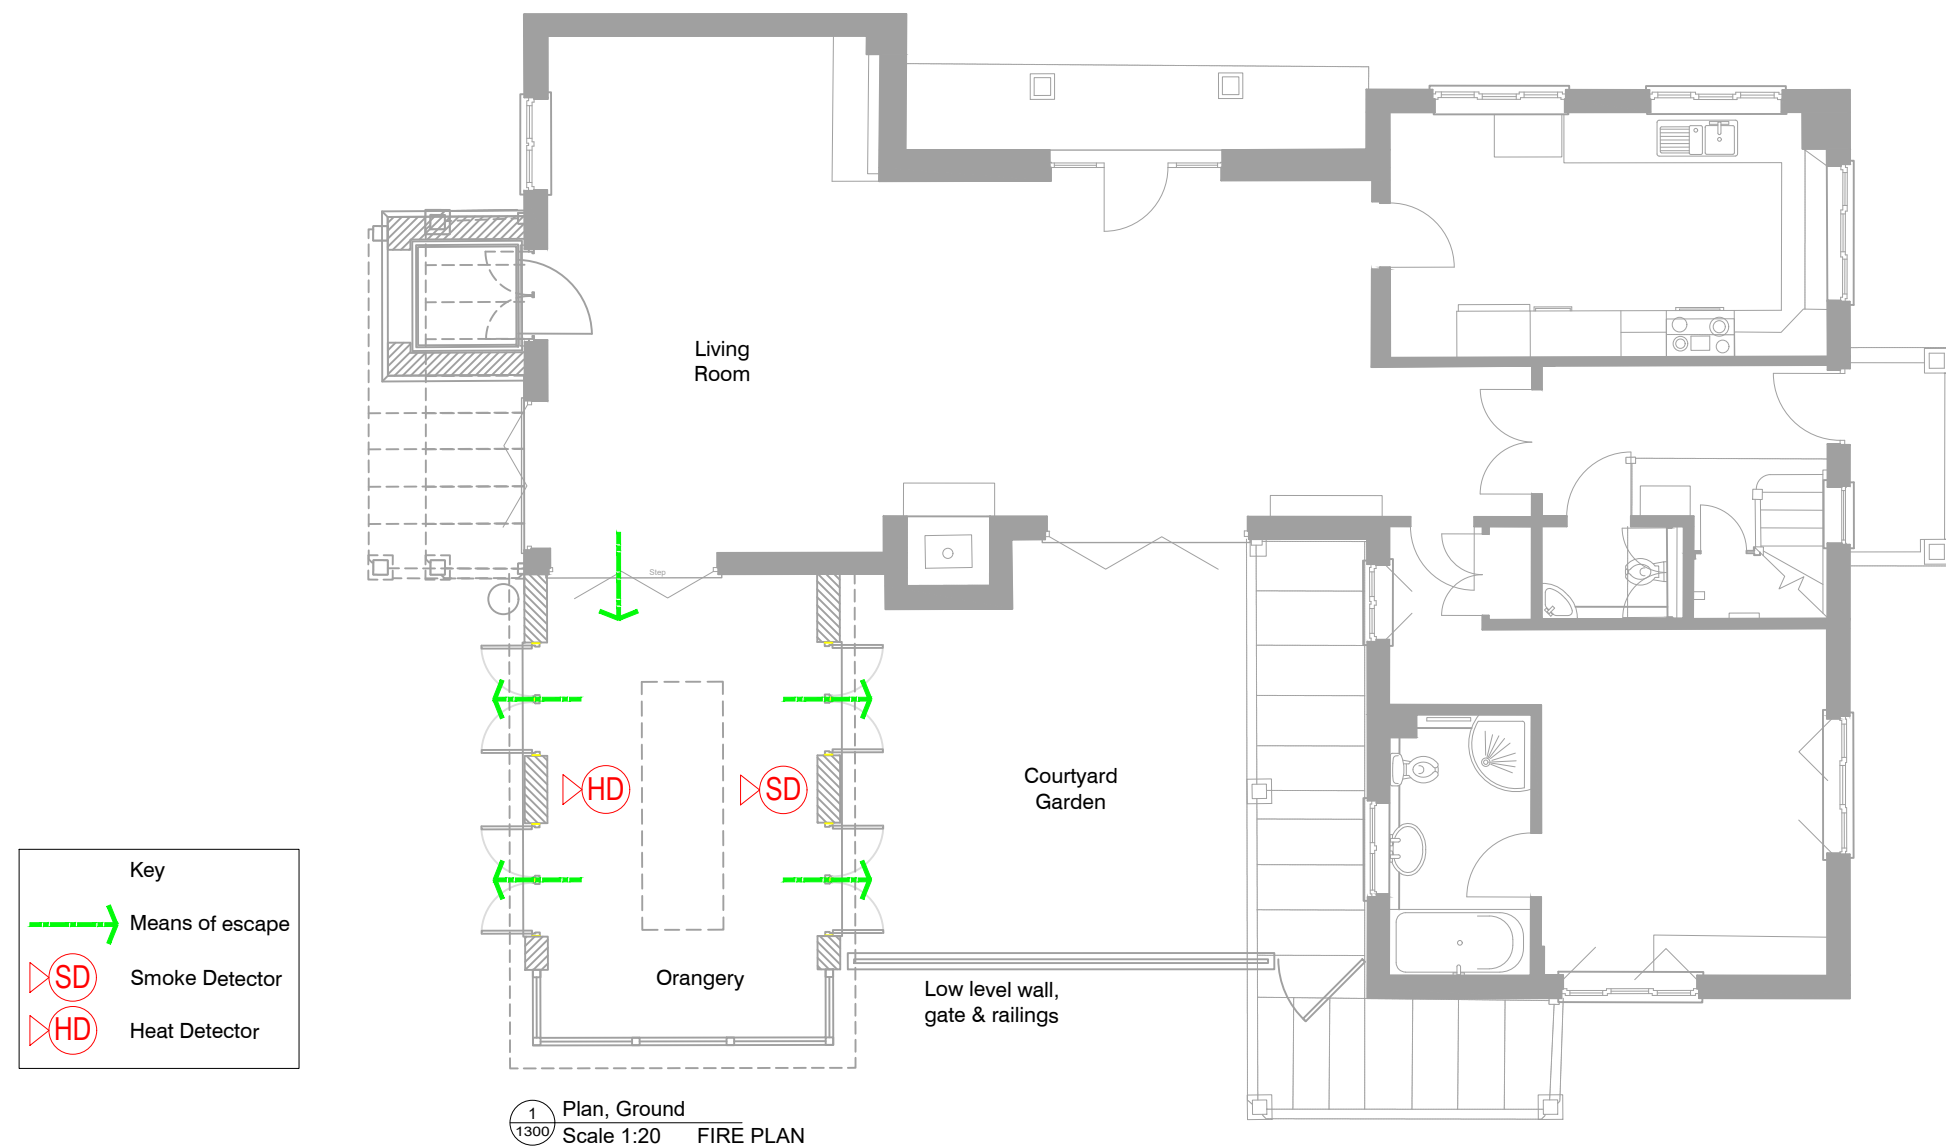 Living
Room
Step
HD
SD
Courtyard
Garden
Orangery
Low level wall,
gate & railings
Key
Means of escape
SD Smoke Detector
HD Heat Detector
1
1300
Plan, Ground
Scale 1:20 FIRE PLAN